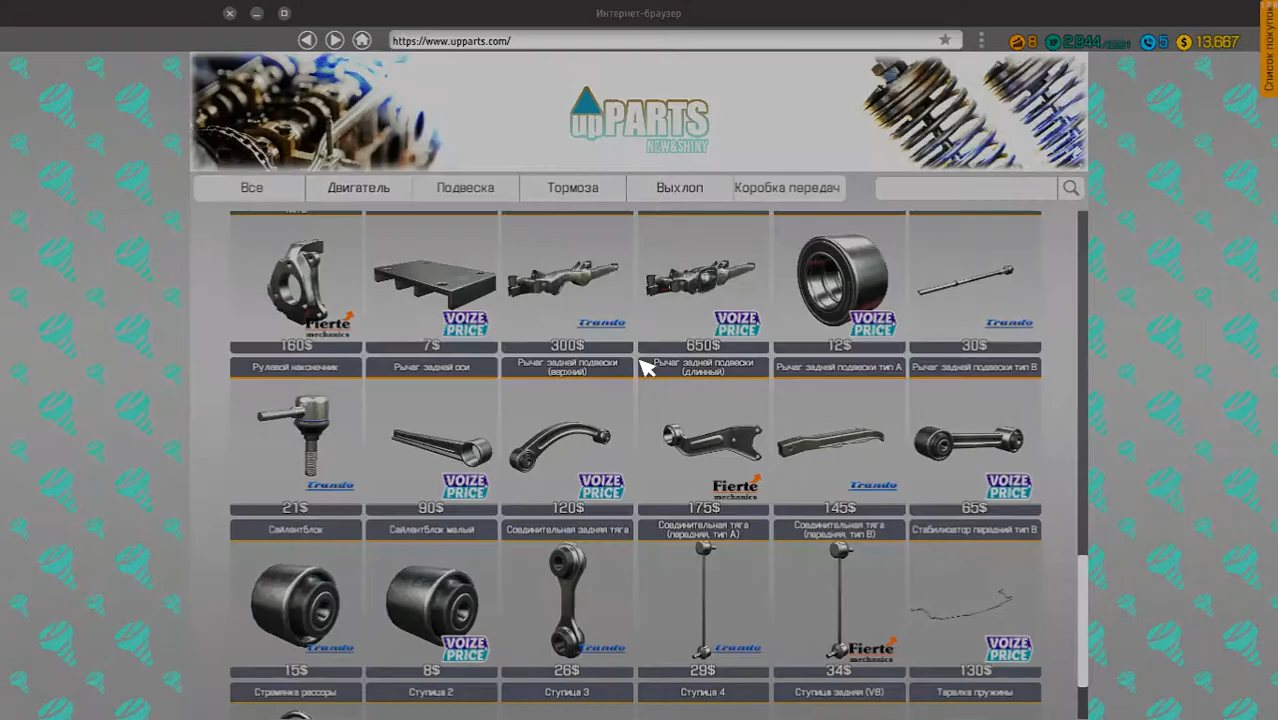 Интернет-браузер
https://www.upparts.com/
8
5
13.667
Список покупок
upPARTS
NEW&SHINY
Все
Двигатель
Подвеска
Тормоза
Выхлоп
Коробка передач
Fierte mechanics
VOIZE PRICE
Trando
VOIZE PRICE
VOIZE PRICE
Trando
160$
7$
300$
650$
12$
30$
Рулевой наконечник
Рычаг задней оси
Рычаг задней подвески
(верхний)
Рычаг задней подвески
(длинный)
Рычаг задней подвески тип А
Рычаг задней подвески тип В
Trando
VOIZE PRICE
VOIZE PRICE
Fierte mechanics
Trando
VOIZE PRICE
21$
90$
120$
175$
145$
65$
Сайлентблок
Сайлентблок малый
Соединительная задняя тяга
Соединительная тяга
(передняя, тип А)
Соединительная тяга
(передняя, тип В)
Стабилизатор передний тип В
Trando
VOIZE PRICE
Trando
Trando
Fierte mechanics
VOIZE PRICE
15$
8$
26$
28$
34$
130$
Стремянка рессоры
Ступица 2
Ступица 3
Ступица 4
Ступица задняя (V8)
Тарелка пружины